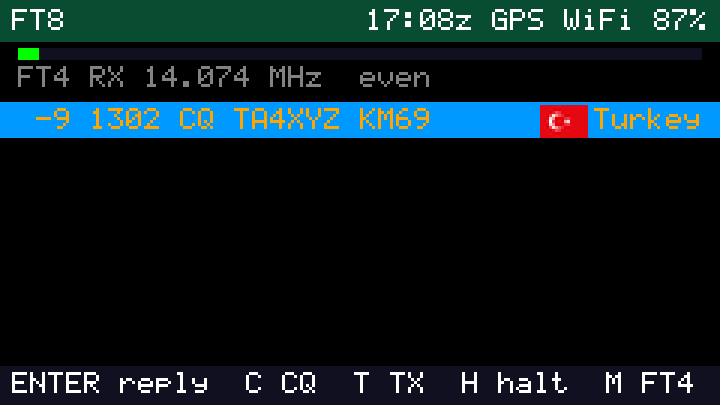 FT8 17:08z GPS WiFi 87%
FT4 RX 14.074 MHz even
-9 1302 CQ TA4XYZ KM69 Turkey
ENTER reply C CQ T TX H halt M FT4